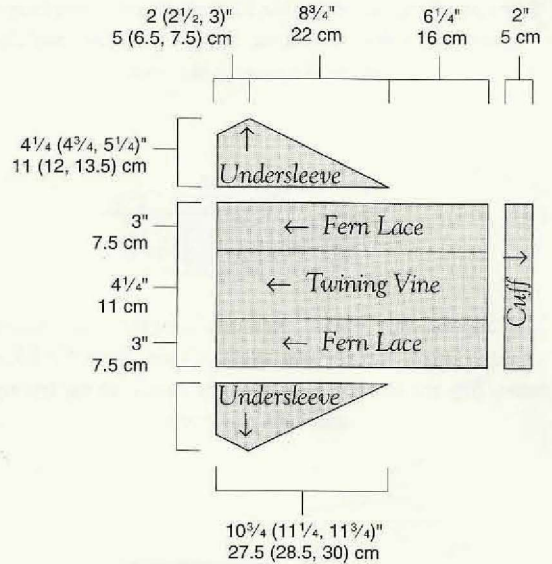 2 (2½, 3)"
5 (6.5, 7.5) cm
8¾"
22 cm
6¼"
16 cm
2"
5 cm
4¼ (4¾, 5¼)"
11 (12, 13.5) cm
Undersleeve
3"
7.5 cm
← Fern Lace
4¼"
11 cm
← Twining Vine
Cuff
3"
7.5 cm
← Fern Lace
Undersleeve
10¾ (11¼, 11¾)"
27.5 (28.5, 30) cm